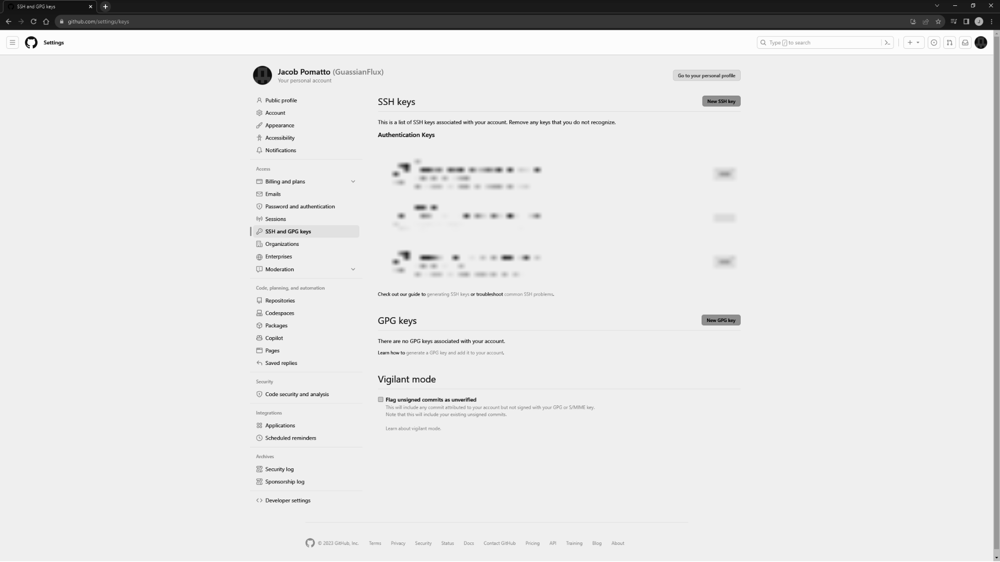 SSH and GPG keys
github.com/settings/keys
J
Settings
Type / to search
Jacob Pomatto (GuassianFlux)
Your personal account
Go to your personal profile
Public profile
Account
Appearance
Accessibility
Notifications
Access
Billing and plans
Emails
Password and authentication
Sessions
SSH and GPG keys
Organizations
Enterprises
Moderation
Code, planning, and automation
Repositories
Codespaces
Packages
Copilot
Pages
Saved replies
Security
Code security and analysis
Integrations
Applications
Scheduled reminders
Archives
Security log
Sponsorship log
Developer settings
SSH keys
New SSH key
This is a list of SSH keys associated with your account. Remove any keys that you do not recognize.
Authentication Keys
Check out our guide to generating SSH keys or troubleshoot common SSH problems.
GPG keys
New GPG key
There are no GPG keys associated with your account.
Learn how to generate a GPG key and add it to your account.
Vigilant mode
Flag unsigned commits as unverified
This will include any commit attributed to your account but not signed with your GPG or S/MIME key.
Note that this will include your existing unsigned commits.
Learn about vigilant mode.
© 2023 GitHub, Inc. Terms Privacy Security Status Docs Contact GitHub Pricing API Training Blog About